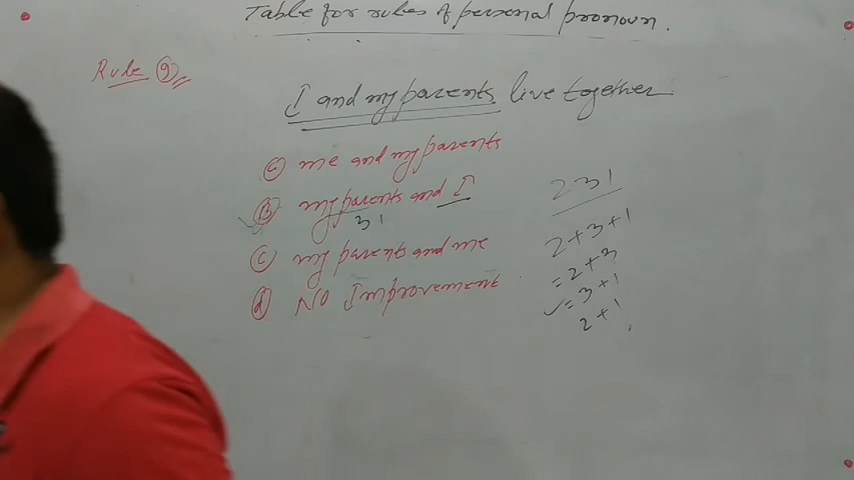 Table for rules of personal pronoun.
Rule 9
I and my parents live together.
a me and my parents
B my parents and I
3 1
c my parents and me
d No Improvement
2 3 1
2 + 3 + 1
= 2 + 3
= 3 + 1
2 + 1